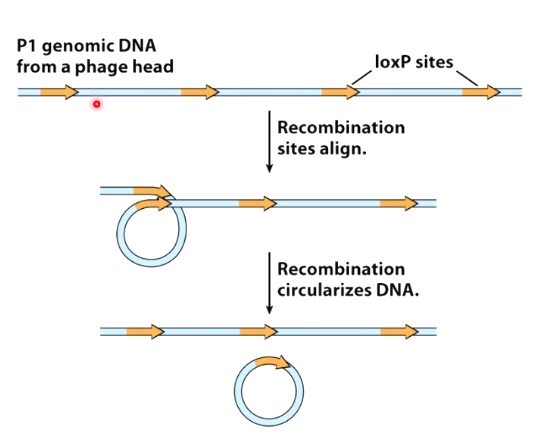 P1 genomic DNA
from a phage head
loxP sites
Recombination
sites align.
Recombination
circularizes DNA.